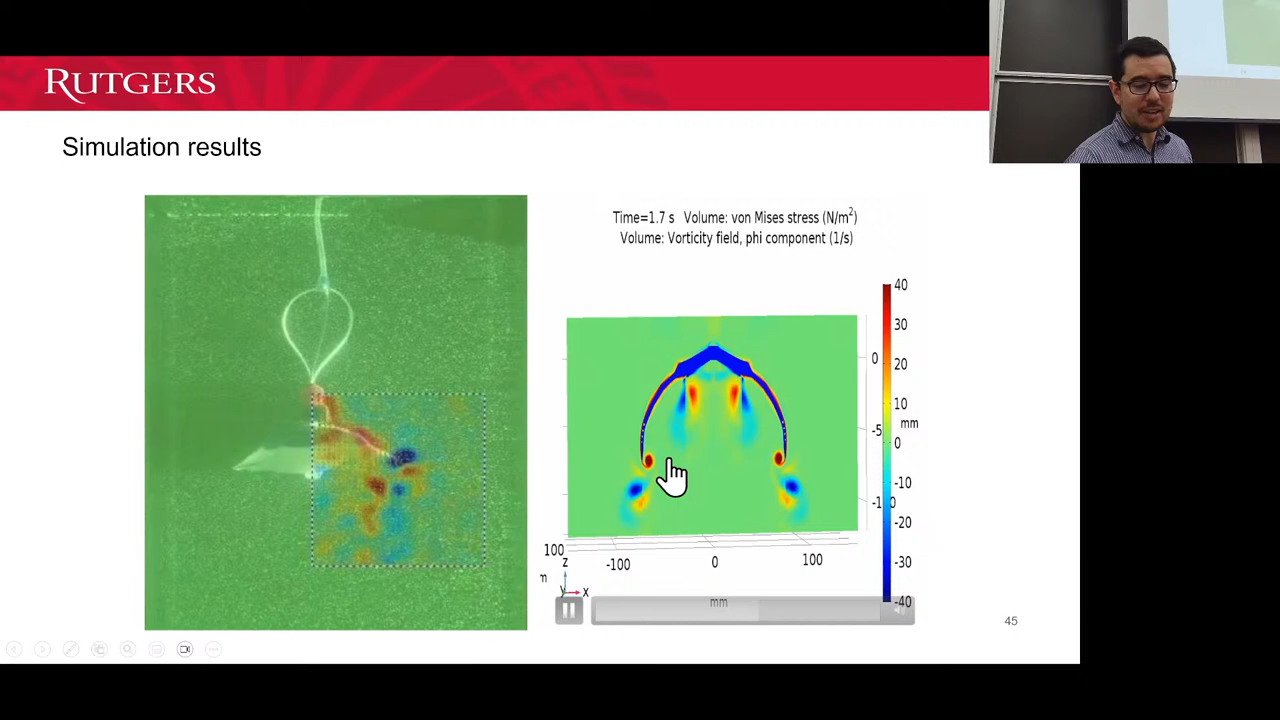 RUTGERS
Simulation results
Time=1.7 s Volume: von Mises stress (N/m²)
Volume: Vorticity field, phi component (1/s)
40
30
20
10
0
-10
-20
-30
-40
0
mm
-5
-10
100
-100
0
100
m
z
y
x
mm
45